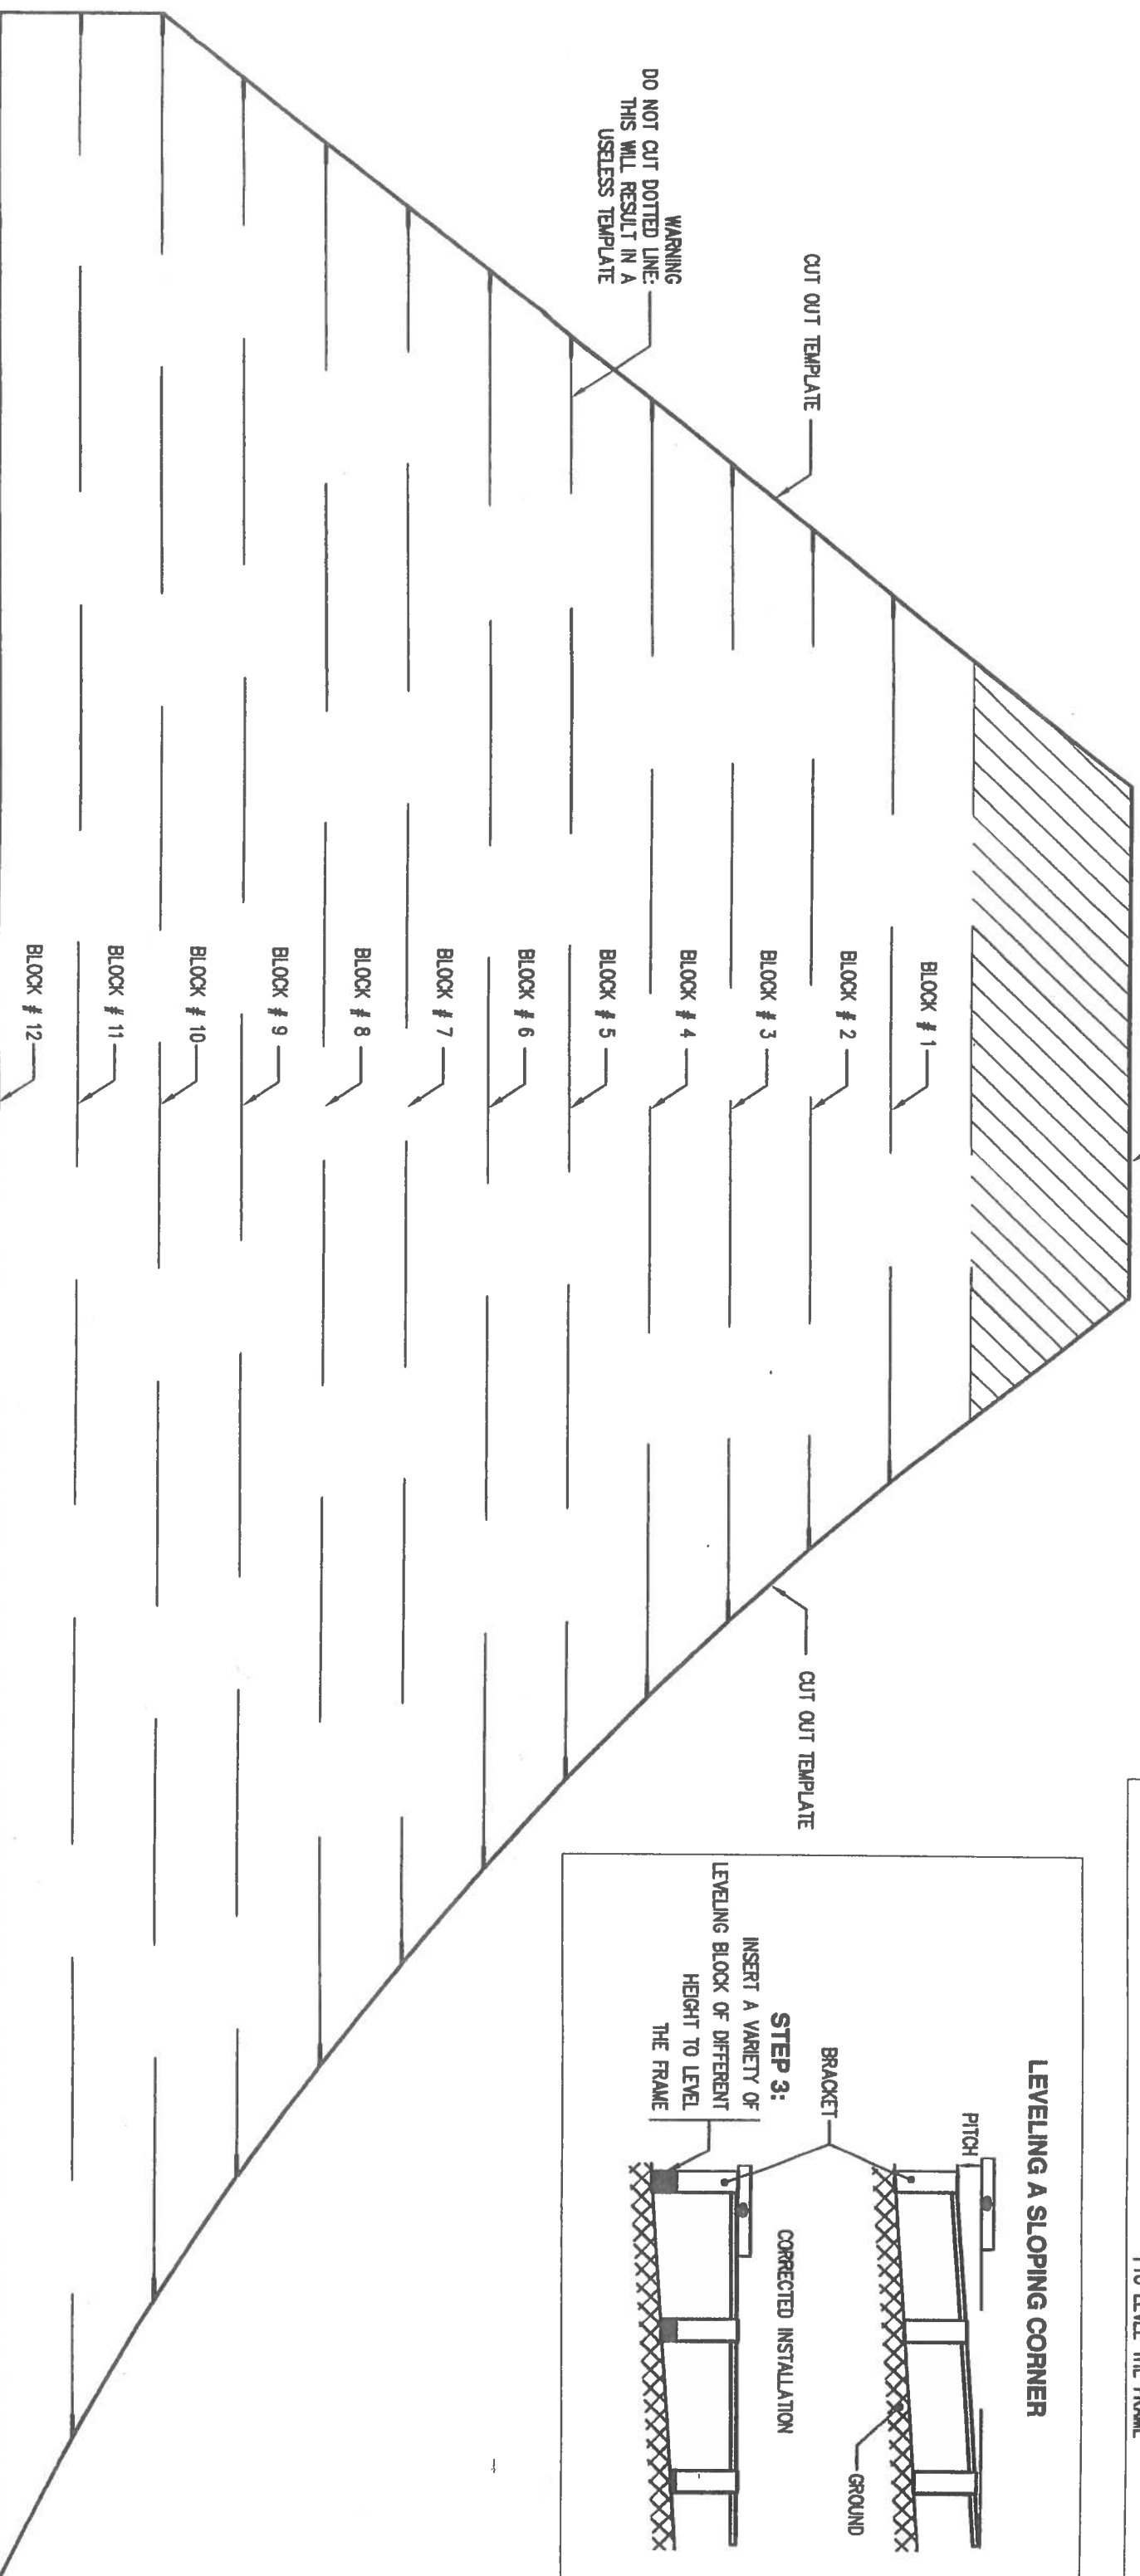 WARNING
DO NOT CUT DOTTED LINE:
THIS WILL RESULT IN A
USELESS TEMPLATE
CUT OUT TEMPLATE
BLOCK # 1
BLOCK # 2
BLOCK # 3
BLOCK # 4
BLOCK # 5
BLOCK # 6
BLOCK # 7
BLOCK # 8
BLOCK # 9
BLOCK # 10
BLOCK # 11
BLOCK # 12
CUT OUT TEMPLATE
LEVELING A SLOPING CORNER
PITCH
BRACKET
GROUND
STEP 3:
INSERT A VARIETY OF
LEVELING BLOCK OF DIFFERENT
HEIGHT TO LEVEL
THE FRAME
CORRECTED INSTALLATION
LEVEL THE FRAME